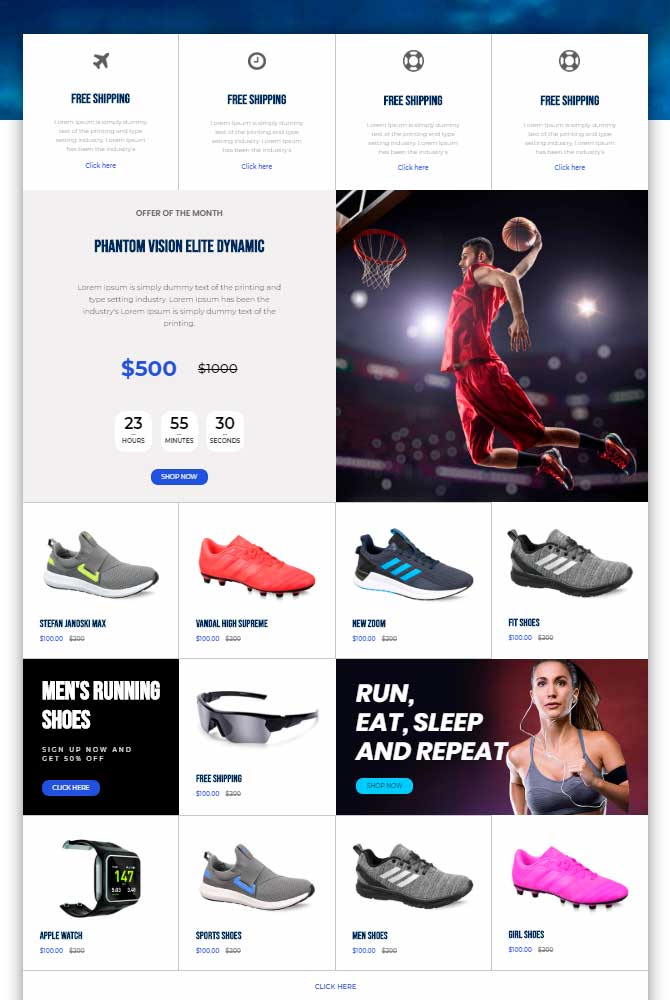 FREE SHIPPING
Lorem Ipsum is simply dummy
text of the printing and type
setting industry. Lorem Ipsum
has been the industry's
Click here
FREE SHIPPING
Lorem Ipsum is simply dummy
text of the printing and type
setting industry. Lorem Ipsum
has been the industry's
Click here
FREE SHIPPING
Lorem Ipsum is simply dummy
text of the printing and type
setting industry. Lorem Ipsum
has been the industry's
Click here
FREE SHIPPING
Lorem Ipsum is simply dummy
text of the printing and type
setting industry. Lorem Ipsum
has been the industry's
Click here
OFFER OF THE MONTH
PHANTOM VISION ELITE DYNAMIC
Lorem Ipsum is simply dummy text of the printing and
type setting industry. Lorem Ipsum has been the
industry's Lorem Ipsum is simply dummy text of the
printing.
$500 $1000
23 55 30
HOURS MINUTES SECONDS
SHOP NOW
STEFAN JANOSKI MAX
$100.00 $200
VANDAL HIGH SUPREME
$100.00 $200
NEW ZOOM
$100.00 $200
FIT SHOES
$100.00 $200
MEN'S RUNNING
SHOES
SIGN UP NOW AND
GET 50% OFF
CLICK HERE
FREE SHIPPING
$100.00 $200
RUN,
EAT, SLEEP
AND REPEAT
SHOP NOW
147
APPLE WATCH
$100.00 $200
SPORTS SHOES
$100.00 $200
MEN SHOES
$100.00 $200
GIRL SHOES
$100.00 $200
CLICK HERE